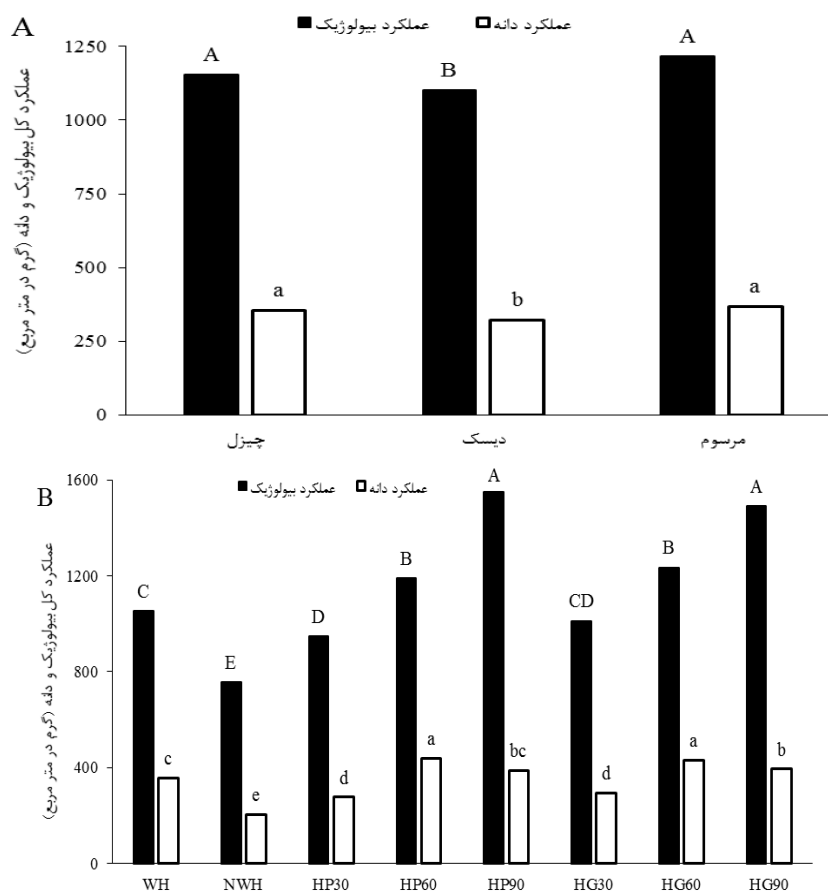 A
عملکرد بیولوژیک
عملکرد دانه
عملکرد کل بیولوژیک و دانه (گرم در متر مربع)
1250
1000
750
500
250
0
A
a
B
b
A
a
چیزل
دیسک
مرسوم
B
عملکرد بیولوژیک
عملکرد دانه
عملکرد کل بیولوژیک و دانه (گرم در متر مربع)
1600
1200
800
400
0
C
c
E
e
D
d
B
a
A
bc
CD
d
B
a
A
b
WH NWH HP30 HP60 HP90 HG30 HG60 HG90